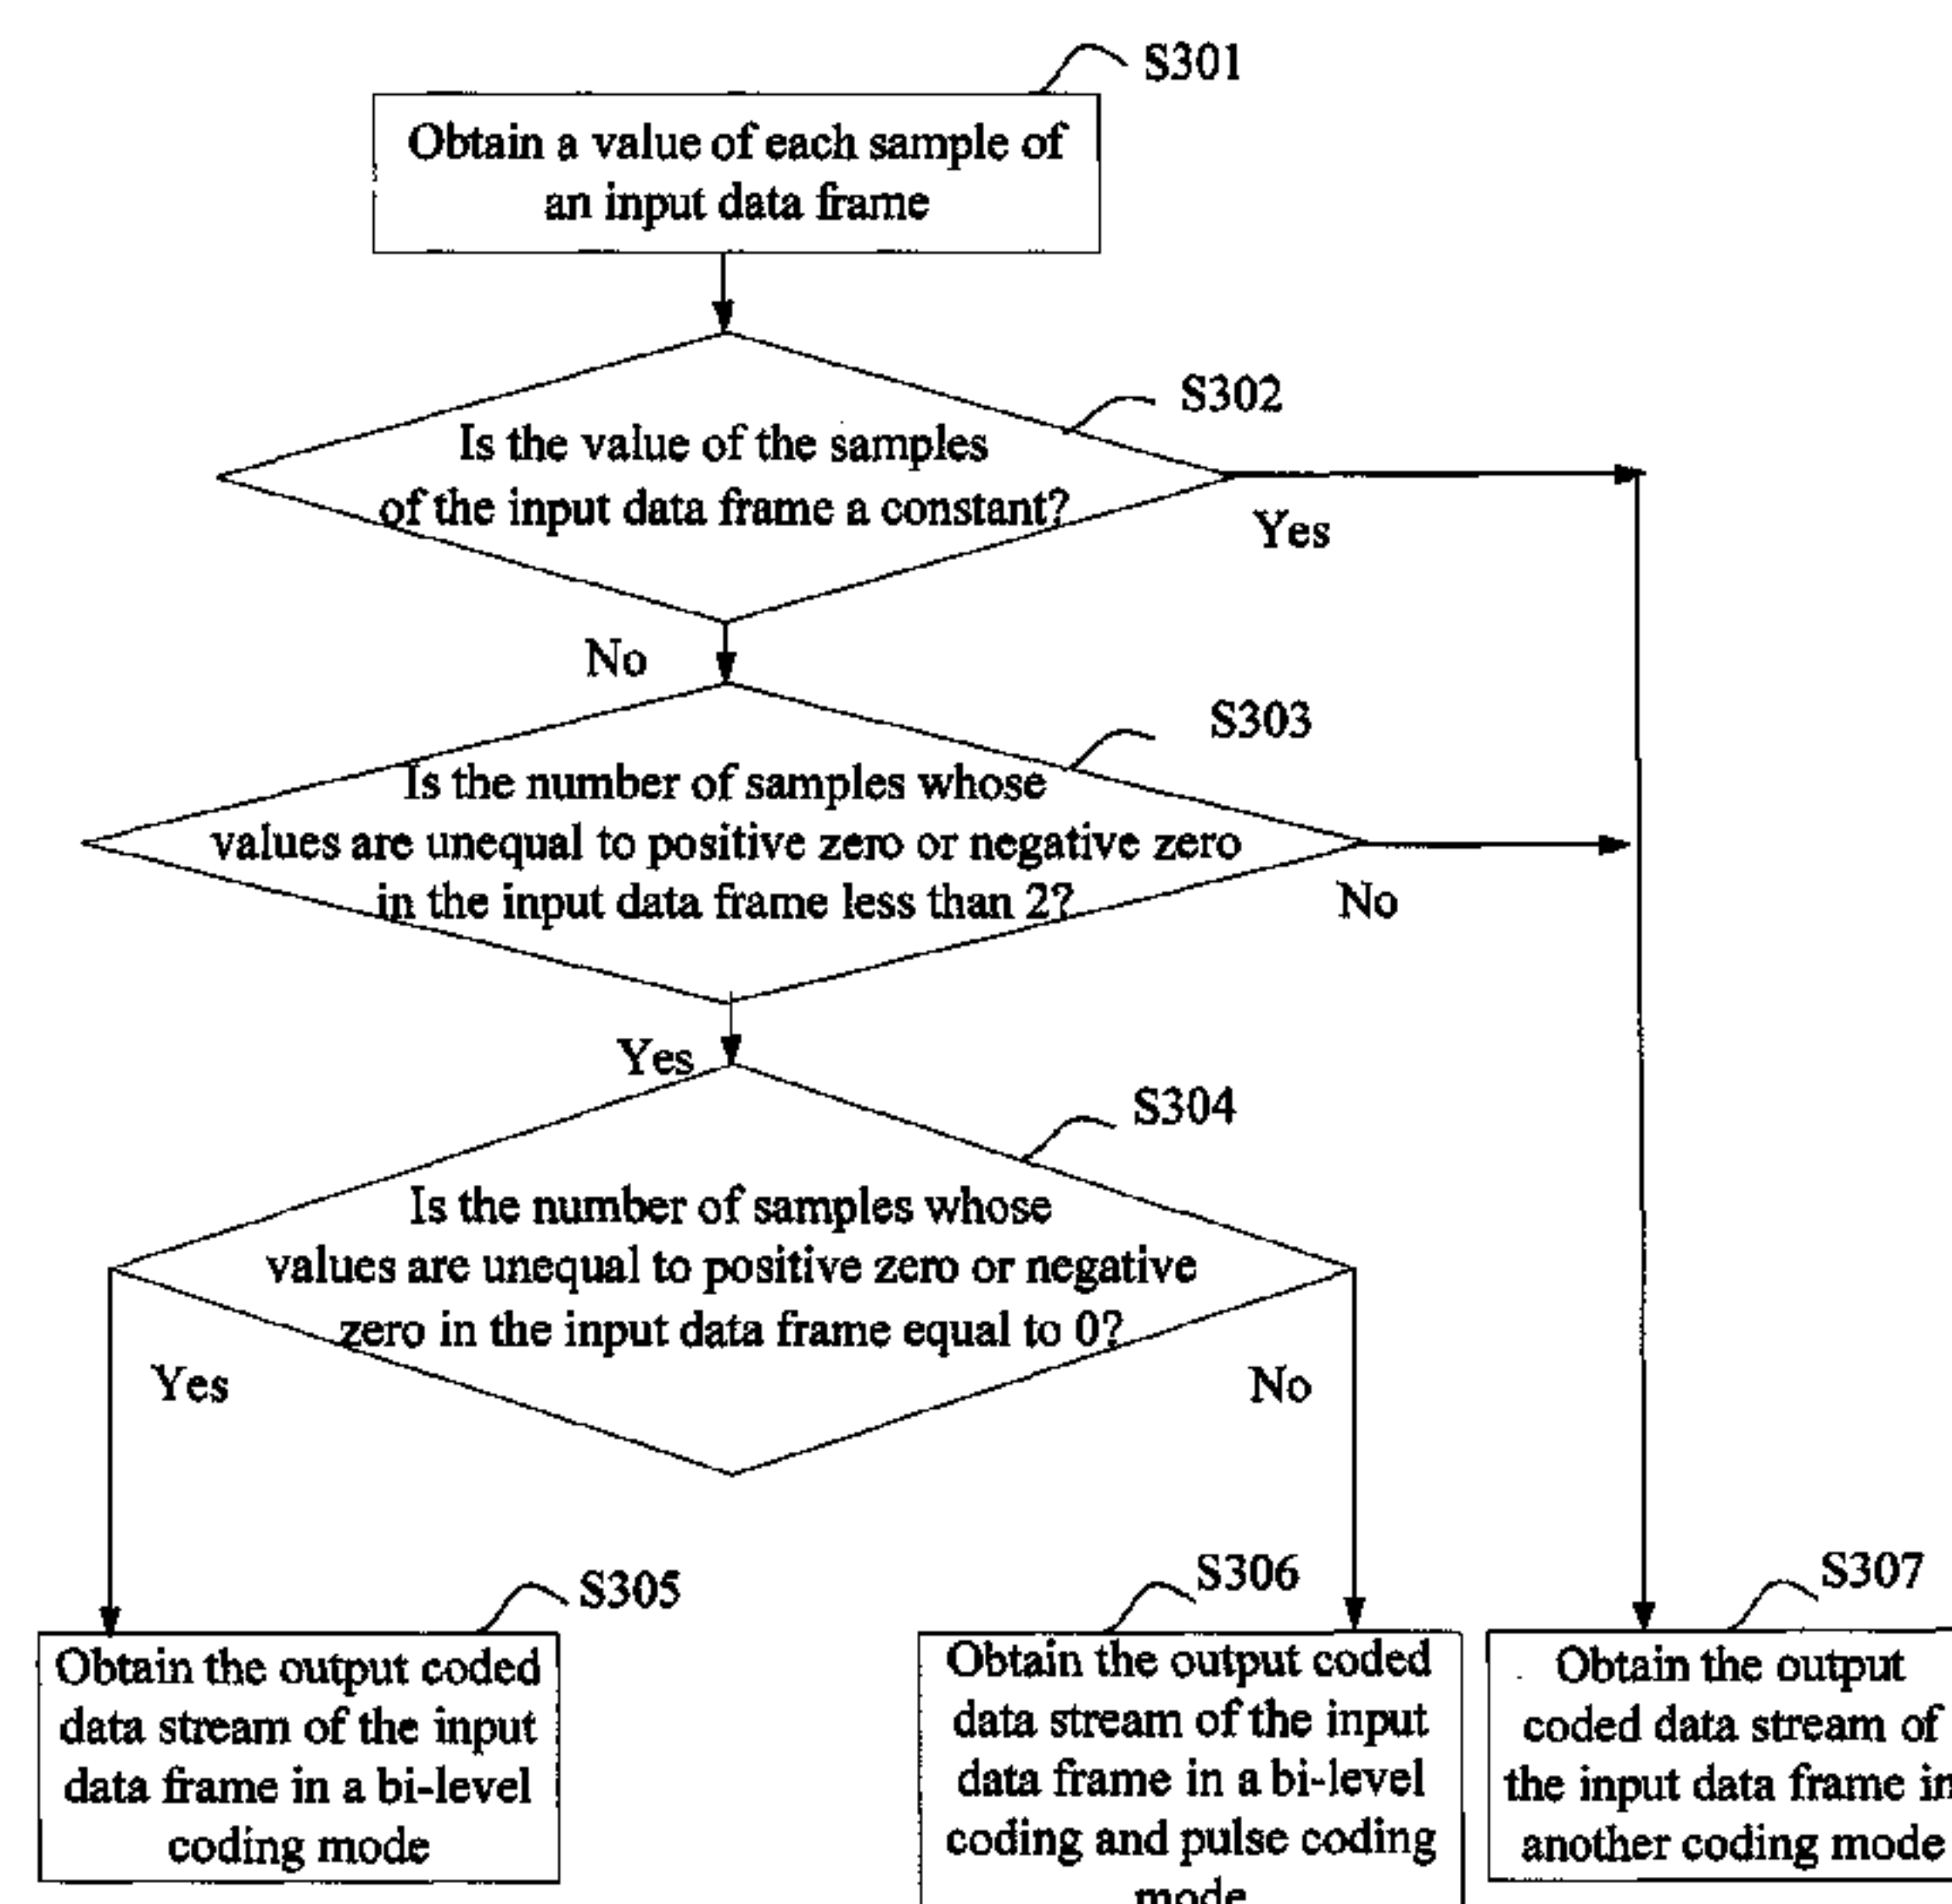 S301
Obtain a value of each sample of
an input data frame
S302
Is the value of the samples
of the input data frame a constant?
Yes
No
S303
Is the number of samples whose
values are unequal to positive zero or negative zero
in the input data frame less than 2?
No
Yes
S304
Is the number of samples whose
values are unequal to positive zero or negative
zero in the input data frame equal to 0?
Yes
No
S305
Obtain the output coded
data stream of the input
data frame in a bi-level
coding mode
S306
Obtain the output coded
data stream of the input
data frame in a bi-level
coding and pulse coding
mode
S307
Obtain the output
coded data stream of
the input data frame in
another coding mode